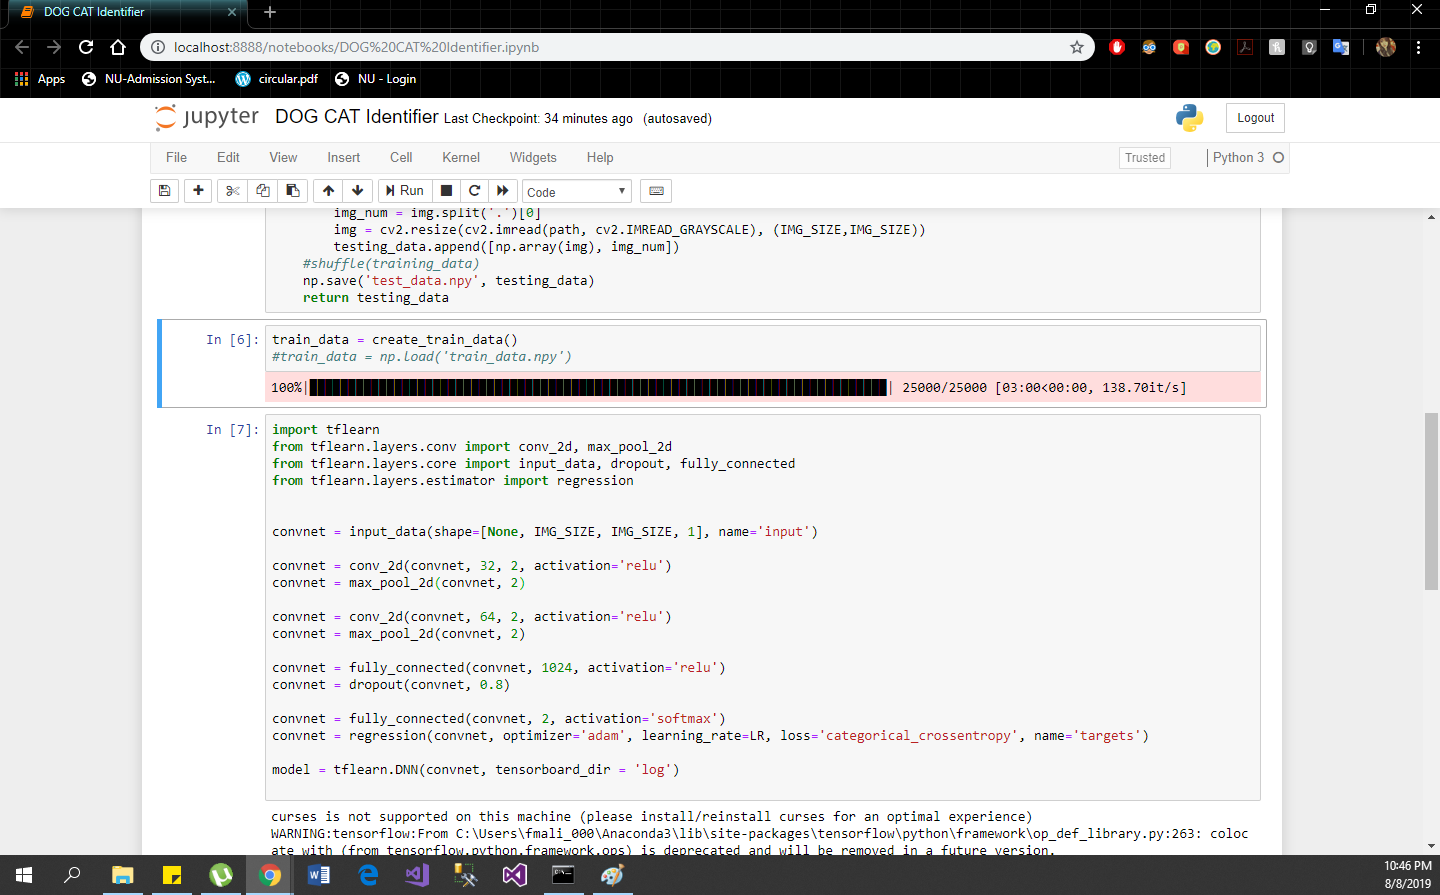 DOG CAT Identifier
localhost:8888/notebooks/DOG%20CAT%20Identifier.ipynb
Apps NU-Admission Syst... circular.pdf NU - Login
jupyter DOG CAT Identifier Last Checkpoint: 34 minutes ago (autosaved) Logout
File Edit View Insert Cell Kernel Widgets Help Trusted Python 3
Run Code
img_num = img.split('.')[0]
img = cv2.resize(cv2.imread(path, cv2.IMREAD_GRAYSCALE), (IMG_SIZE,IMG_SIZE))
testing_data.append([np.array(img), img_num])
#shuffle(training_data)
np.save('test_data.npy', testing_data)
return testing_data
In [6]: train_data = create_train_data()
#train_data = np.load('train_data.npy')
100%| | 25000/25000 [03:00<00:00, 138.70it/s]
In [7]: import tflearn
from tflearn.layers.conv import conv_2d, max_pool_2d
from tflearn.layers.core import input_data, dropout, fully_connected
from tflearn.layers.estimator import regression
convnet = input_data(shape=[None, IMG_SIZE, IMG_SIZE, 1], name='input')
convnet = conv_2d(convnet, 32, 2, activation='relu')
convnet = max_pool_2d(convnet, 2)
convnet = conv_2d(convnet, 64, 2, activation='relu')
convnet = max_pool_2d(convnet, 2)
convnet = fully_connected(convnet, 1024, activation='relu')
convnet = dropout(convnet, 0.8)
convnet = fully_connected(convnet, 2, activation='softmax')
convnet = regression(convnet, optimizer='adam', learning_rate=LR, loss='categorical_crossentropy', name='targets')
model = tflearn.DNN(convnet, tensorboard_dir = 'log')
curses is not supported on this machine (please install/reinstall curses for an optimal experience)
WARNING:tensorflow:From C:\Users\fmali_000\Anaconda3\lib\site-packages\tensorflow\python\framework\op_def_library.py:263: coloc
ate with (from tensorflow.python.framework.ops) is deprecated and will be removed in a future version.
10:46 PM
8/8/2019